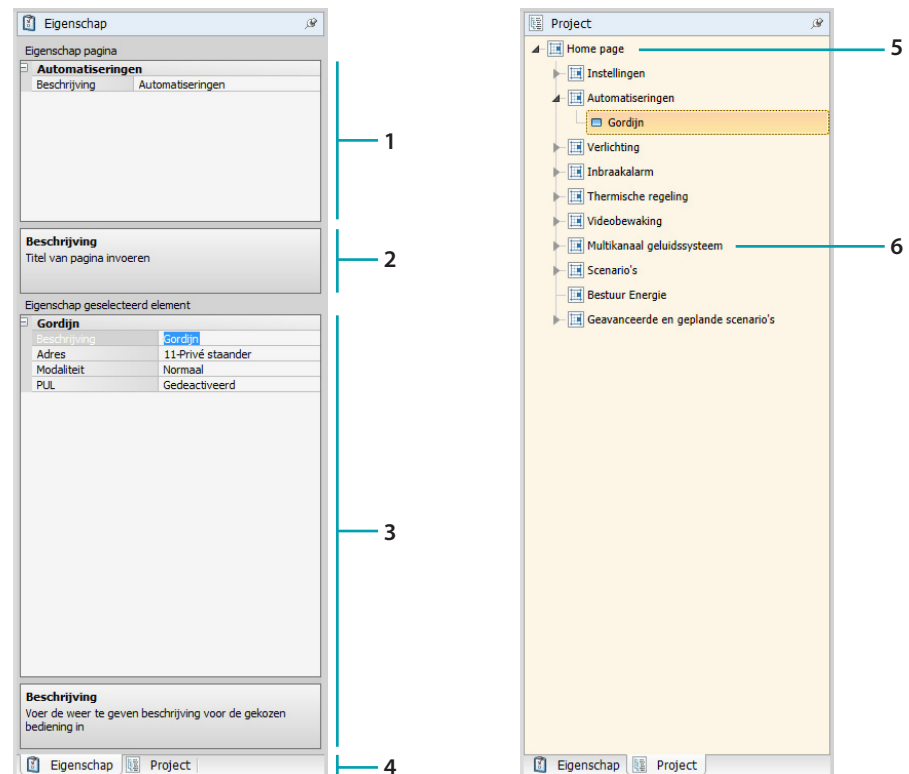 Eigenschap
Eigenschap pagina
Automatiseringen
Beschrijving Automatiseringen
1
Beschrijving
Titel van pagina invoeren
2
Eigenschap geselecteerd element
Gordijn
Beschrijving Gordijn
Adres 11-Privé staander
Modaliteit Normaal
PUL Gedeactiveerd
3
Beschrijving
Voer de weer te geven beschrijving voor de gekozen
bediening in
Eigenschap Project
4
Project
Home page
5
Instellingen
Automatiseringen
Gordijn
Verlichting
Inbraakalarm
Thermische regeling
Videobewaking
Multikanaal geluidssysteem
6
Scenario's
Bestuur Energie
Geavanceerde en geplande scenario's
Eigenschap Project